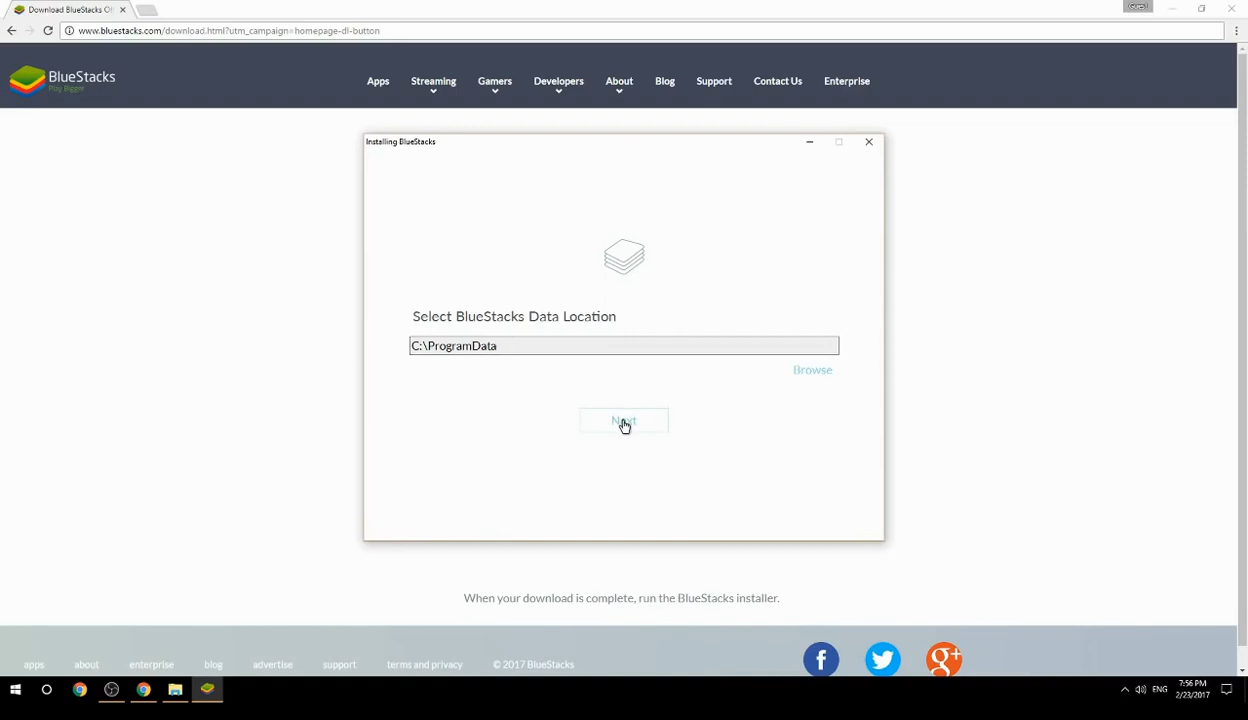 Download BlueStacks Of
Guest
www.bluestacks.com/download.html?utm_campaign=homepage-dl-button
BlueStacks
Play Bigger
Apps Streaming Gamers Developers About Blog Support Contact Us Enterprise
Installing BlueStacks
Select BlueStacks Data Location
C:\ProgramData
Browse
Next
When your download is complete, run the BlueStacks installer.
apps about enterprise blog advertise support terms and privacy © 2017 BlueStacks
f g+
ENG
7:56 PM
2/23/2017